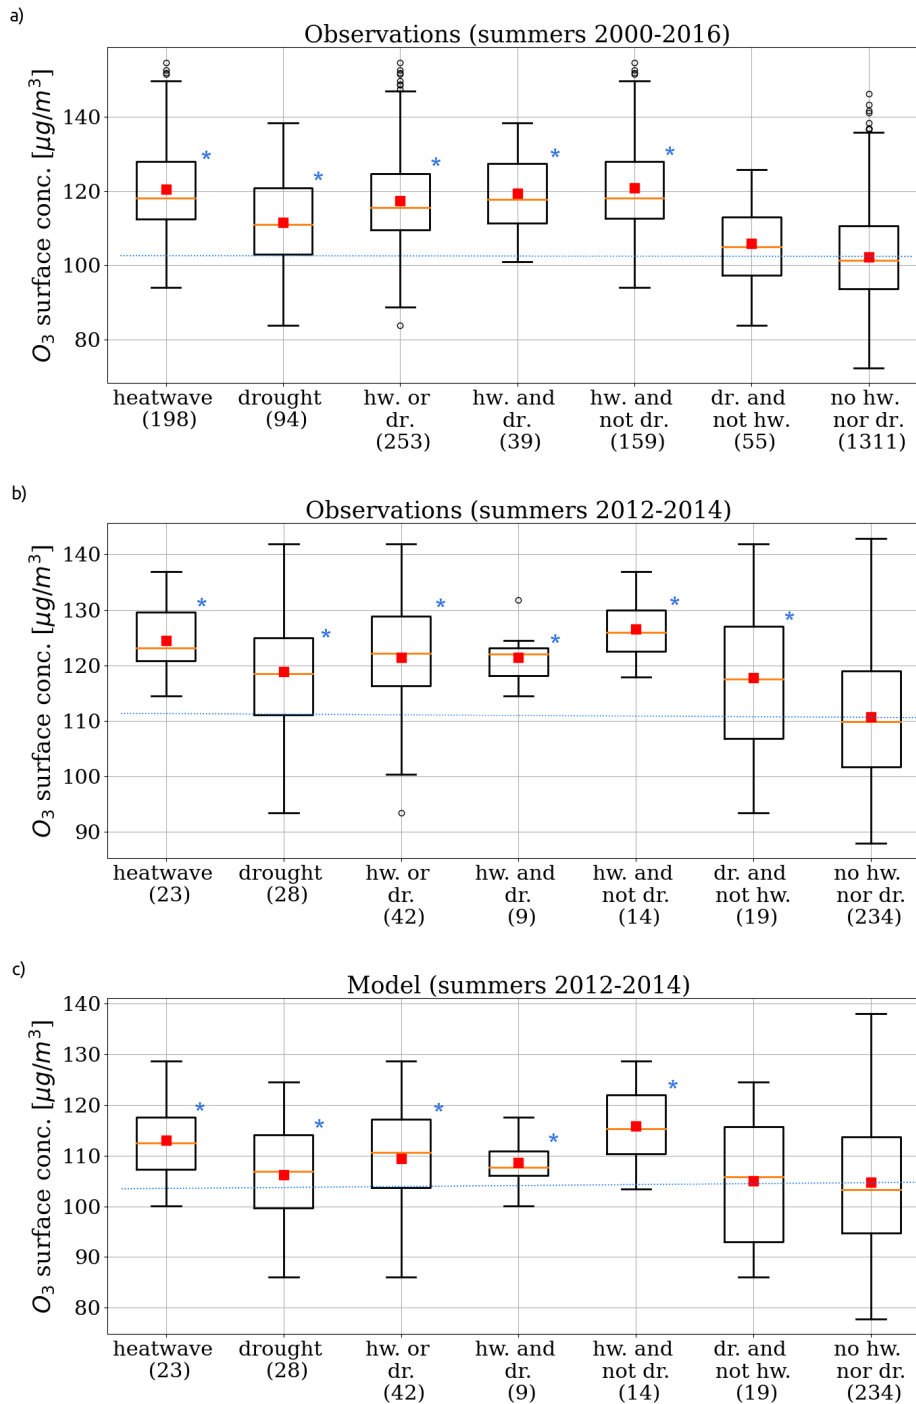 a)
Observations (summers 2000-2016)
O₃ surface conc. [μg/m³]
140
120
100
80
*
*
*
*
*
heatwave
(198)
drought
(94)
hw. or
dr.
(253)
hw. and
dr.
(39)
hw. and
not dr.
(159)
dr. and
not hw.
(55)
no hw.
nor dr.
(1311)
b)
Observations (summers 2012-2014)
O₃ surface conc. [μg/m³]
140
130
120
110
100
90
*
*
*
*
*
*
heatwave
(23)
drought
(28)
hw. or
dr.
(42)
hw. and
dr.
(9)
hw. and
not dr.
(14)
dr. and
not hw.
(19)
no hw.
nor dr.
(234)
c)
Model (summers 2012-2014)
O₃ surface conc. [μg/m³]
140
130
120
110
100
90
80
*
*
*
*
*
heatwave
(23)
drought
(28)
hw. or
dr.
(42)
hw. and
dr.
(9)
hw. and
not dr.
(14)
dr. and
not hw.
(19)
no hw.
nor dr.
(234)